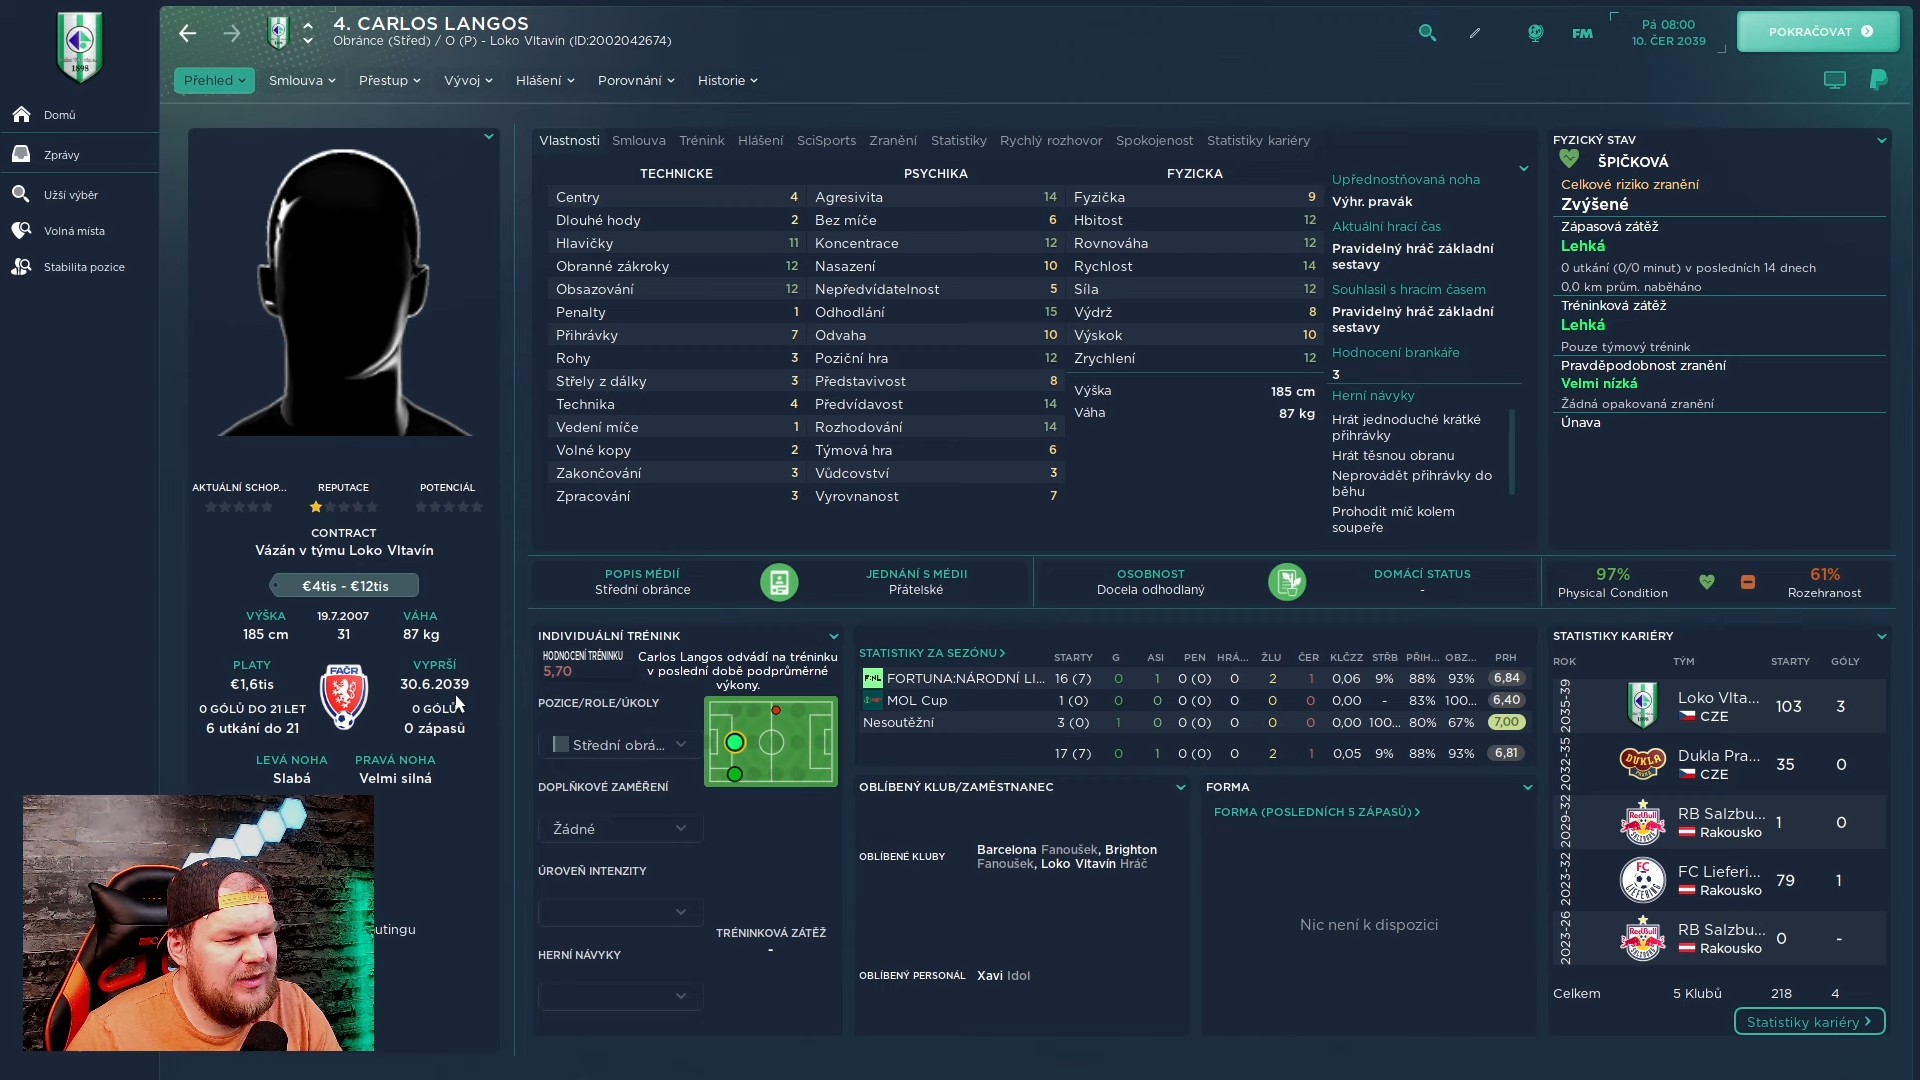 4. CARLOS LANGOS
Obránce (Střed) / O (P) - Loko Vltavín (ID:2002042674)
FM
Pá 08:00
10. ČER 2039
POKRAČOVAT
1898
Přehled
Smlouva
Přestup
Vývoj
Hlášení
Porovnání
Historie
Domů
Zprávy
Užší výběr
Volná místa
Stabilita pozice
AKTUÁLNÍ SCHOP...
REPUTACE
POTENCIÁL
CONTRACT
Vázán v týmu Loko Vltavín
€4tis - €12tis
VÝŠKA 19.7.2007 VÁHA
185 cm 31 87 kg
PLATY
€1,6tis
VYPRŠÍ
30.6.2039
FAČR
0 GÓLŮ DO 21 LET
6 utkání do 21
0 GÓLŮ
0 zápasů
LEVÁ NOHA PRAVÁ NOHA
Slabá Velmi silná
utingu
Vlastnosti Smlouva Trénink Hlášení SciSports Zranění Statistiky Rychlý rozhovor Spokojenost Statistiky kariéry
TECHNICKE
Centry 4
Dlouhé hody 2
Hlavičky 11
Obranné zákroky 12
Obsazování 12
Penalty 1
Přihrávky 7
Rohy 3
Střely z dálky 3
Technika 4
Vedení míče 1
Volné kopy 2
Zakončování 3
Zpracování 3
PSYCHIKA
Agresivita 14
Bez míče 6
Koncentrace 12
Nasazení 10
Nepředvídatelnost 5
Odhodlání 15
Odvaha 10
Poziční hra 12
Představivost 8
Předvídavost 14
Rozhodování 14
Týmová hra 6
Vůdcovství 3
Vyrovnanost 7
FYZICKA
Fyzička 9
Hbitost 12
Rovnováha 12
Rychlost 14
Síla 12
Výdrž 8
Výskok 10
Zrychlení 12
Výška 185 cm
Váha 87 kg
Upřednostňovaná noha
Výhr. pravák
Aktuální hrací čas
Pravidelný hráč základní
sestavy
Souhlasil s hracím časem
Pravidelný hráč základní
sestavy
Hodnocení brankáře
3
Herní návyky
Hrát jednoduché krátké
přihrávky
Hrát těsnou obranu
Neprovádět přihrávky do
běhu
Prohodit míč kolem
soupeře
FYZICKÝ STAV
ŠPIČKOVÁ
Celkové riziko zranění
Zvýšené
Zápasová zátěž
Lehká
0 utkání (0/0 minut) v posledních 14 dnech
0,0 km prům. naběháno
Tréninková zátěž
Lehká
Pouze týmový trénink
Pravděpodobnost zranění
Velmi nízká
Žádná opakovaná zranění
Únava
POPIS MÉDIÍ
Střední obránce
JEDNÁNÍ S MÉDII
Přátelské
OSOBNOST
Docela odhodlaný
DOMÁCÍ STATUS
-
97%
Physical Condition
61%
Rozehranost
INDIVIDUÁLNÍ TRÉNINK
HODNOCENÍ TRÉNINKU
5,70
Carlos Langos odvádí na tréninku
v poslední době podprůměrné
výkony.
POZICE/ROLE/ÚKOLY
Střední obrá...
DOPLŇKOVÉ ZAMĚŘENÍ
Žádné
ÚROVEŇ INTENZITY
TRÉNINKOVÁ ZÁTĚŽ
-
HERNÍ NÁVYKY
STATISTIKY ZA SEZÓNU STARTY G ASI PEN HRÁ... ŽLU ČER KLČZZ STŘB PŘIH... OBZ... PRH
FORTUNA:NÁRODNÍ LI... 16 (7) 0 1 0 (0) 0 2 1 0,06 9% 88% 93% 6,84
MOL Cup 1 (0) 0 0 0 (0) 0 0 0 0,00 - 83% 100... 6,40
Nesoutěžní 3 (0) 1 0 0 (0) 0 0 0 0,00 100... 80% 67% 7,00
17 (7) 0 1 0 (0) 0 2 1 0,05 9% 88% 93% 6,81
OBLÍBENÝ KLUB/ZAMĚSTNANEC
OBLÍBENÉ KLUBY
Barcelona Fanoušek, Brighton
Fanoušek, Loko Vltavín Hráč
OBLÍBENÝ PERSONÁL Xavi Idol
FORMA
FORMA (POSLEDNÍCH 5 ZÁPASŮ)
Nic není k dispozici
STATISTIKY KARIÉRY
ROK TÝM STARTY GÓLY
2035-39 Loko Vlta... CZE 103 3
2032-35 DUKLA Dukla Pra... CZE 35 0
2029-32 RedBull RB Salzbu... Rakousko 1 0
2023-32 FC LIEFERING FC Lieferi... Rakousko 79 1
2023-26 RedBull RB Salzbu... Rakousko 0 -
Celkem 5 Klubů 218 4
Statistiky kariéry